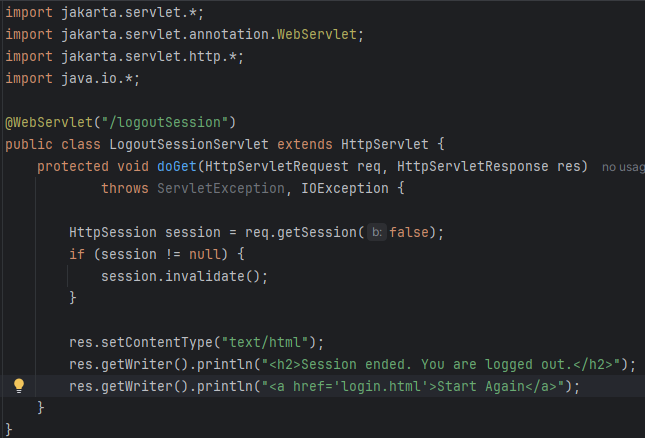 import jakarta.servlet.*;
import jakarta.servlet.annotation.WebServlet;
import jakarta.servlet.http.*;
import java.io.*;

@WebServlet("/logoutSession")
public class LogoutSessionServlet extends HttpServlet {
    protected void doGet(HttpServletRequest req, HttpServletResponse res)  no usag
            throws ServletException, IOException {

        HttpSession session = req.getSession( b: false);
        if (session != null) {
            session.invalidate();
        }

        res.setContentType("text/html");
        res.getWriter().println("<h2>Session ended. You are logged out.</h2>");
        res.getWriter().println("<a href='login.html'>Start Again</a>");
    }
}